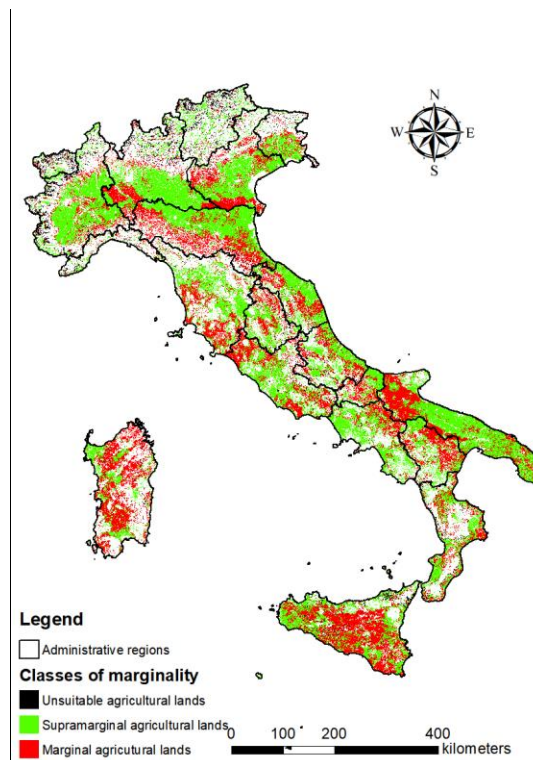 N
W E
S
Legend
Administrative regions
Classes of marginality
Unsuitable agricultural lands
Supramarginal agricultural lands
Marginal agricutural lands
0 100 200 400
kilometers